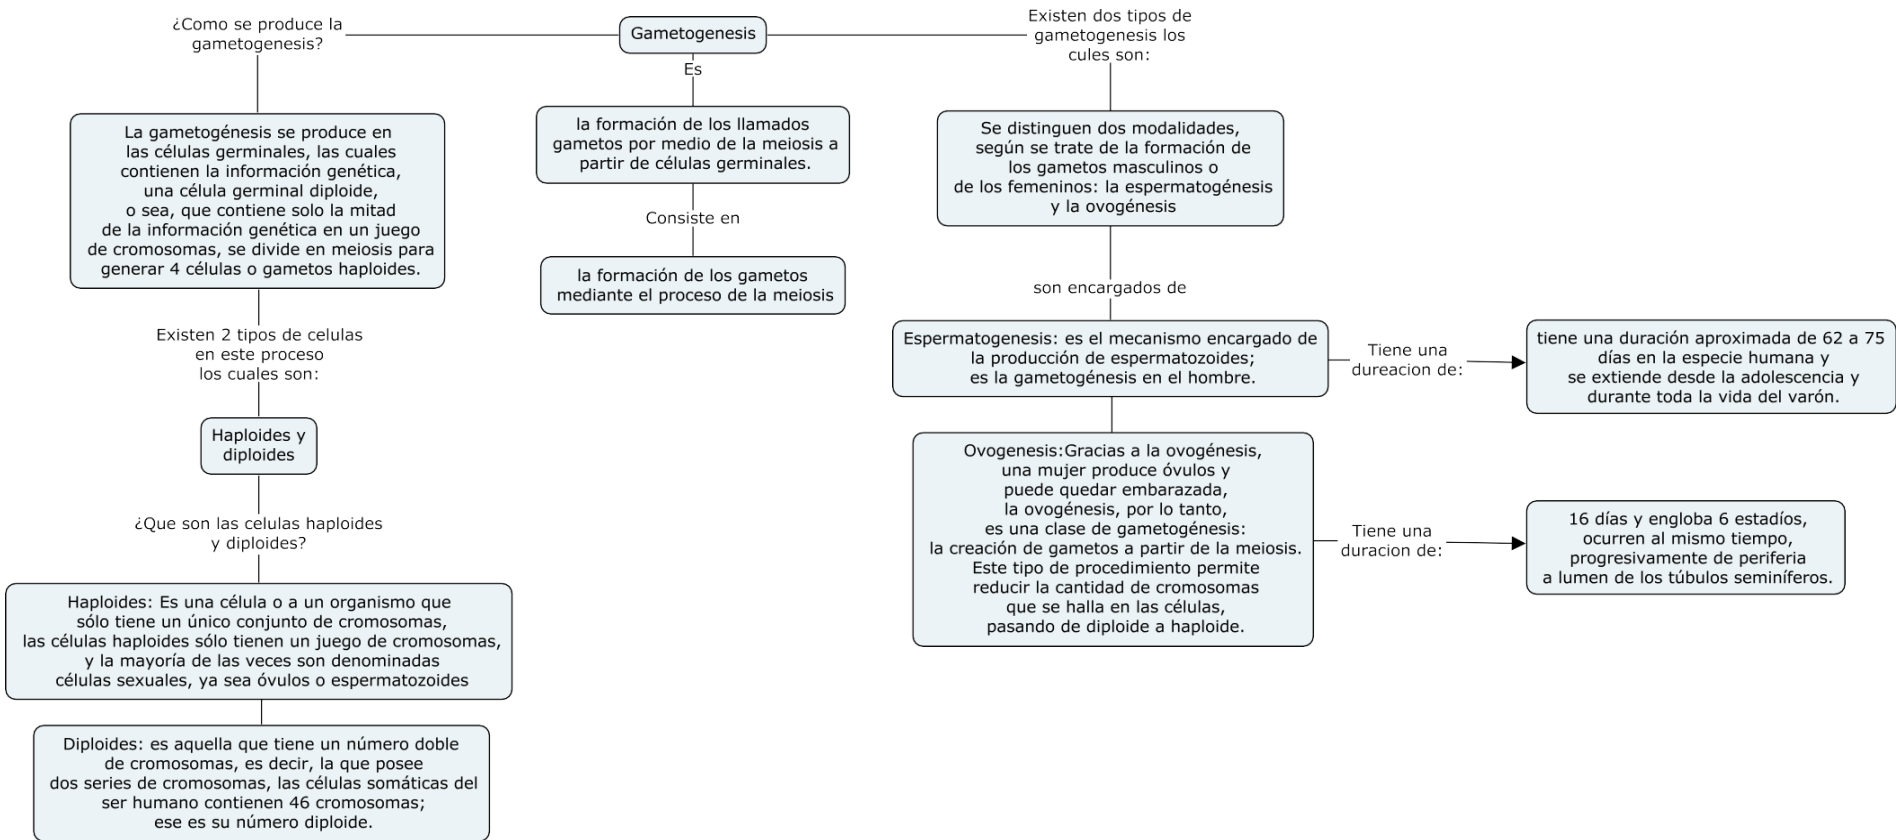 ¿Como se produce la
gametogenesis?
Gametogenesis
Existen dos tipos de
gametogenesis los
cules son:
Es
La gametogénesis se produce en
las células germinales, las cuales
contienen la información genética,
una célula germinal diploide,
o sea, que contiene solo la mitad
de la información genética en un juego
de cromosomas, se divide en meiosis para
generar 4 células o gametos haploides.
la formación de los llamados
gametos por medio de la meiosis a
partir de células germinales.
Se distinguen dos modalidades,
según se trate de la formación de
los gametos masculinos o
de los femeninos: la espermatogénesis
y la ovogénesis
Consiste en
la formación de los gametos
mediante el proceso de la meiosis
son encargados de
Existen 2 tipos de celulas
en este proceso
los cuales son:
Espermatogenesis: es el mecanismo encargado de
la producción de espermatozoides;
es la gametogénesis en el hombre.
Tiene una
dureacion de:
tiene una duración aproximada de 62 a 75
días en la especie humana y
se extiende desde la adolescencia y
durante toda la vida del varón.
Haploides y
diploides
Ovogenesis:Gracias a la ovogénesis,
una mujer produce óvulos y
puede quedar embarazada,
la ovogénesis, por lo tanto,
es una clase de gametogénesis:
la creación de gametos a partir de la meiosis.
Este tipo de procedimiento permite
reducir la cantidad de cromosomas
que se halla en las células,
pasando de diploide a haploide.
Tiene una
duracion de:
16 días y engloba 6 estadíos,
ocurren al mismo tiempo,
progresivamente de periferia
a lumen de los túbulos seminíferos.
¿Que son las celulas haploides
y diploides?
Haploides: Es una célula o a un organismo que
sólo tiene un único conjunto de cromosomas,
las células haploides sólo tienen un juego de cromosomas,
y la mayoría de las veces son denominadas
células sexuales, ya sea óvulos o espermatozoides
Diploides: es aquella que tiene un número doble
de cromosomas, es decir, la que posee
dos series de cromosomas, las células somáticas del
ser humano contienen 46 cromosomas;
ese es su número diploide.